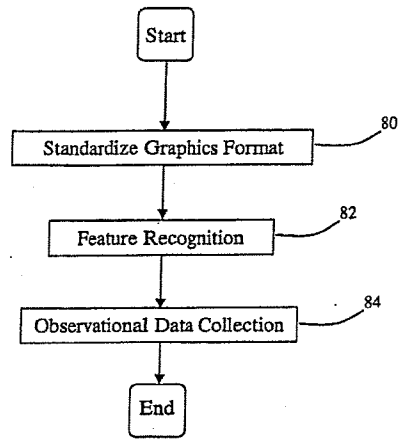 Start
Standardize Graphics Format
80
Feature Recognition
82
Observational Data Collection
84
End